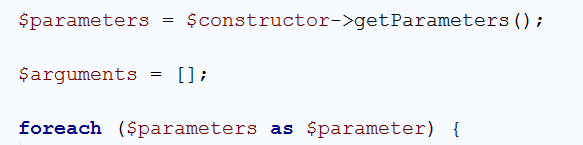 $parameters = $constructor->getParameters();
$arguments = [];
foreach ($parameters as $parameter) {